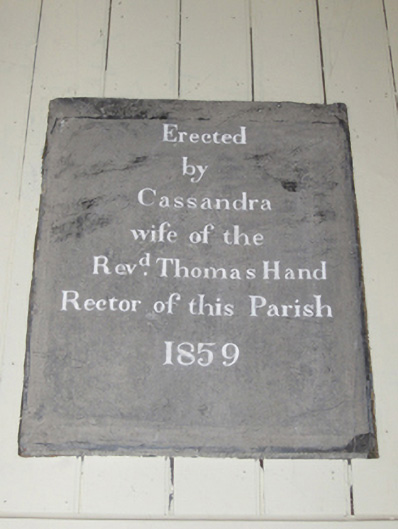 Erected
by
Cassandra
wife of the
Revd. Thomas Hand
Rector of this Parish
1859